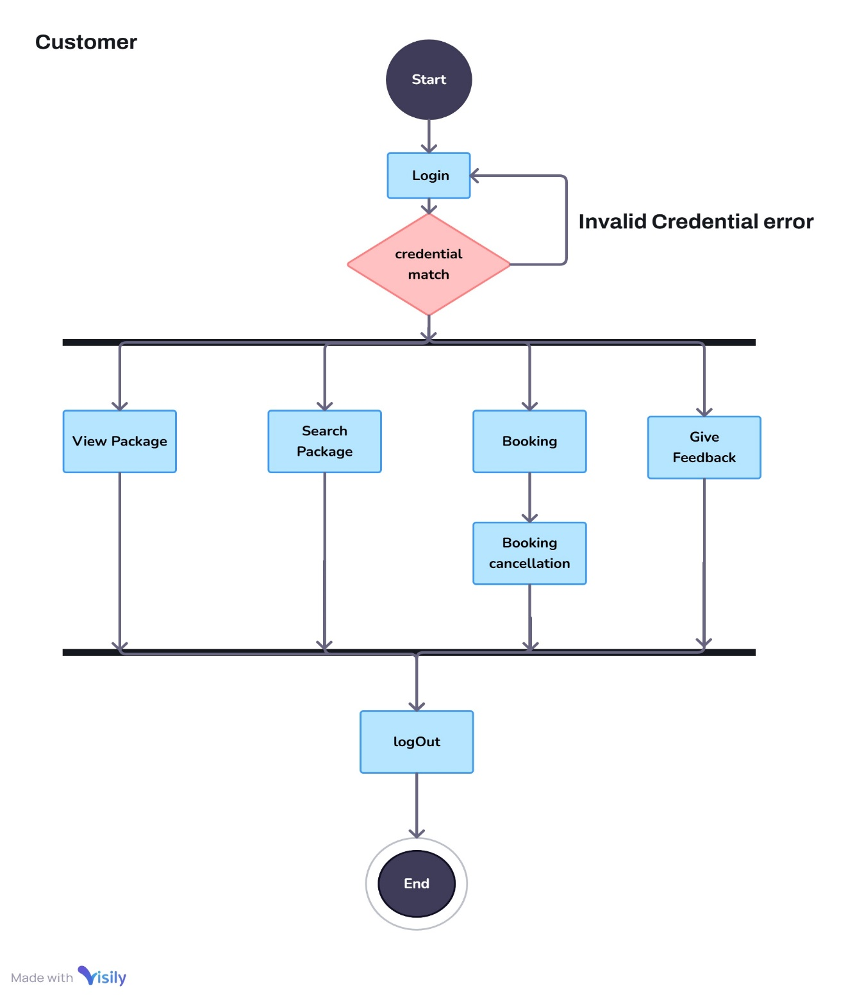 Customer
Start
Login
Invalid Credential error
credential
match
View Package
Search
Package
Booking
Give
Feedback
Booking
cancellation
logOut
End
Made with Visily